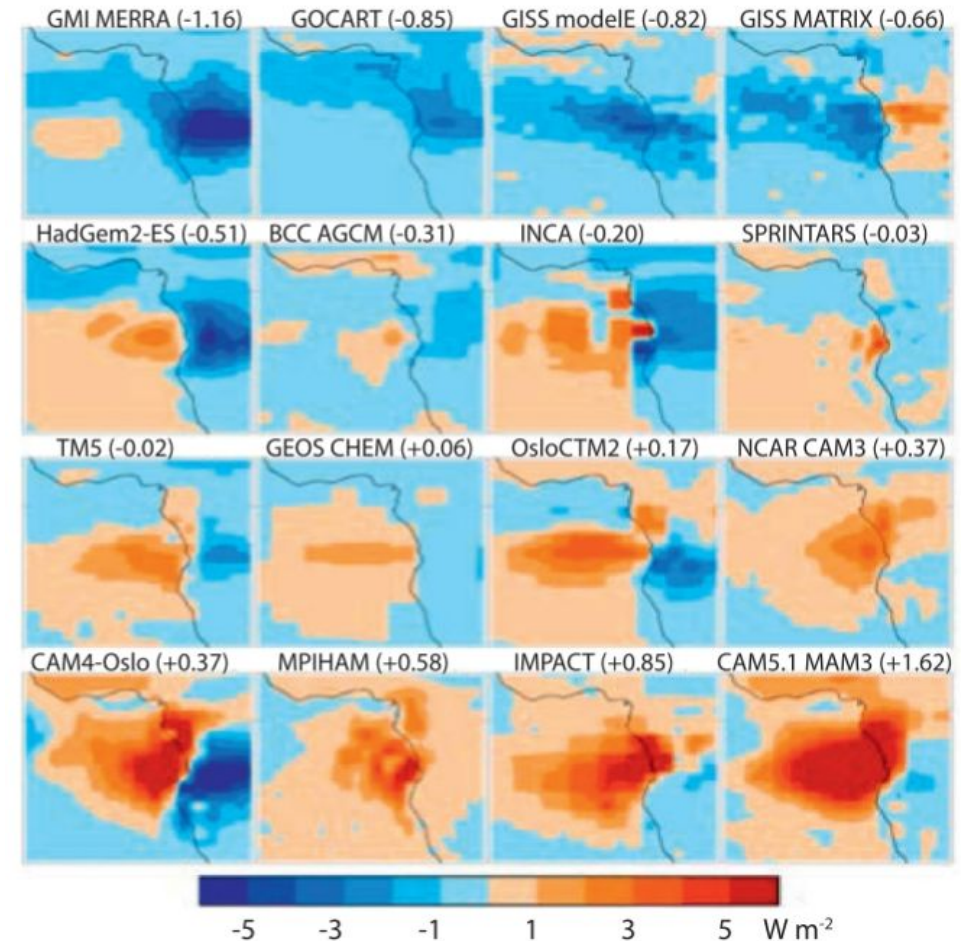 GMI MERRA (-1.16) GOCART (-0.85) GISS modelE (-0.82) GISS MATRIX (-0.66)
HadGem2-ES (-0.51) BCC AGCM (-0.31) INCA (-0.20) SPRINTARS (-0.03)
TM5 (-0.02) GEOS CHEM (+0.06) OsloCTM2 (+0.17) NCAR CAM3 (+0.37)
CAM4-Oslo (+0.37) MPIHAM (+0.58) IMPACT (+0.85) CAM5.1 MAM3 (+1.62)
-5 -3 -1 1 3 5 W m-2